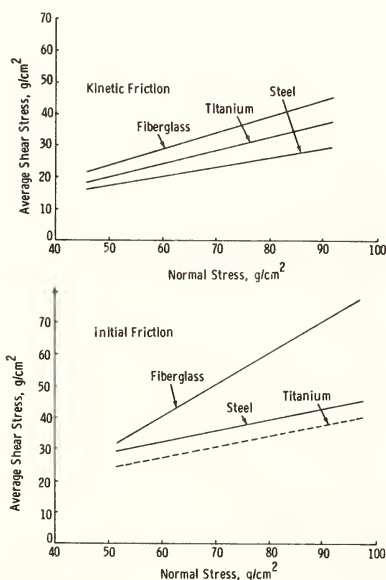 70
60
50
40
30
20
10
0
Average Shear Stress, g/cm2
Kinetic Friction
Fiberglass
Titanium
Steel
40 50 60 70 80 90 100
Normal Stress, g/cm2
70
60
50
40
30
20
10
0
Average Shear Stress, g/cm2
initial Friction
Fiberglass
Steel
Titanium
40 50 60 70 80 90 100
Normal Stress, g/cm2